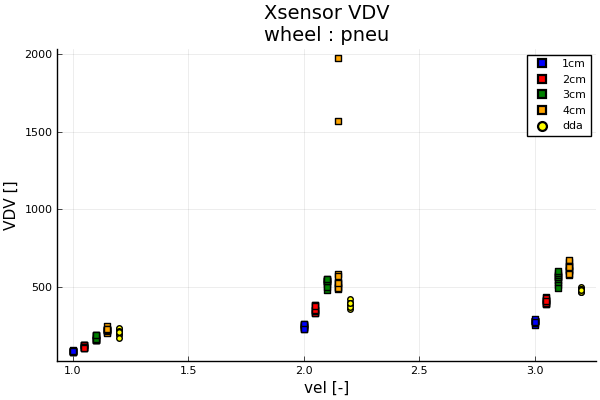 Xsensor VDV
wheel : pneu
2000
1500
1000
500
VDV []
1cm
2cm
3cm
4cm
dda
1.0
1.5
2.0
2.5
3.0
vel [-]